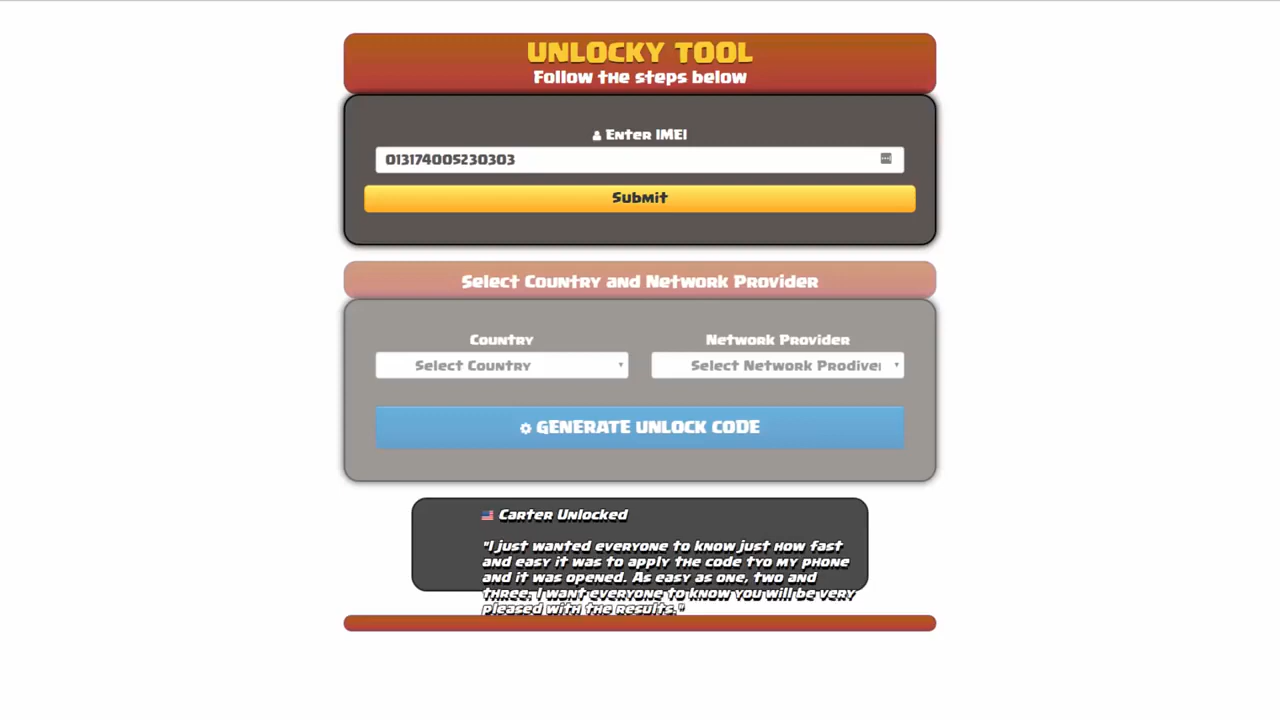 UNLOCKY TOOL
Follow the steps below
Enter IMEI
013174005230303
Submit
Select Country and Network Provider
Country
Network Provider
Select Country
Select Network Prodiver
GENERATE UNLOCK CODE
Carter Unlocked
"I just wanted everyone to know just how fast
and easy it was to apply the code tyo my phone
and it was opened. As easy as one, two and
three. I want everyone to know you will be very
pleased with the results."